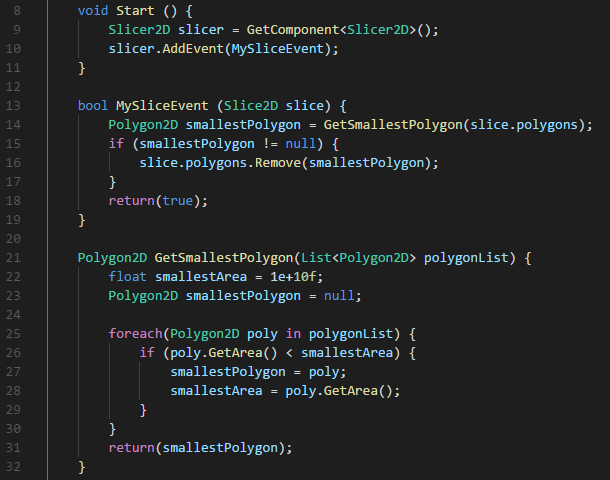 8 void Start () {
9 Slicer2D slicer = GetComponent<Slicer2D>();
10 slicer.AddEvent(MySliceEvent);
11 }
12
13 bool MySliceEvent (Slice2D slice) {
14 Polygon2D smallestPolygon = GetSmallestPolygon(slice.polygons);
15 if (smallestPolygon != null) {
16 slice.polygons.Remove(smallestPolygon);
17 }
18 return(true);
19 }
20
21 Polygon2D GetSmallestPolygon(List<Polygon2D> polygonList) {
22 float smallestArea = 1e+10f;
23 Polygon2D smallestPolygon = null;
24
25 foreach(Polygon2D poly in polygonList) {
26 if (poly.GetArea() < smallestArea) {
27 smallestPolygon = poly;
28 smallestArea = poly.GetArea();
29 }
30 }
31 return(smallestPolygon);
32 }